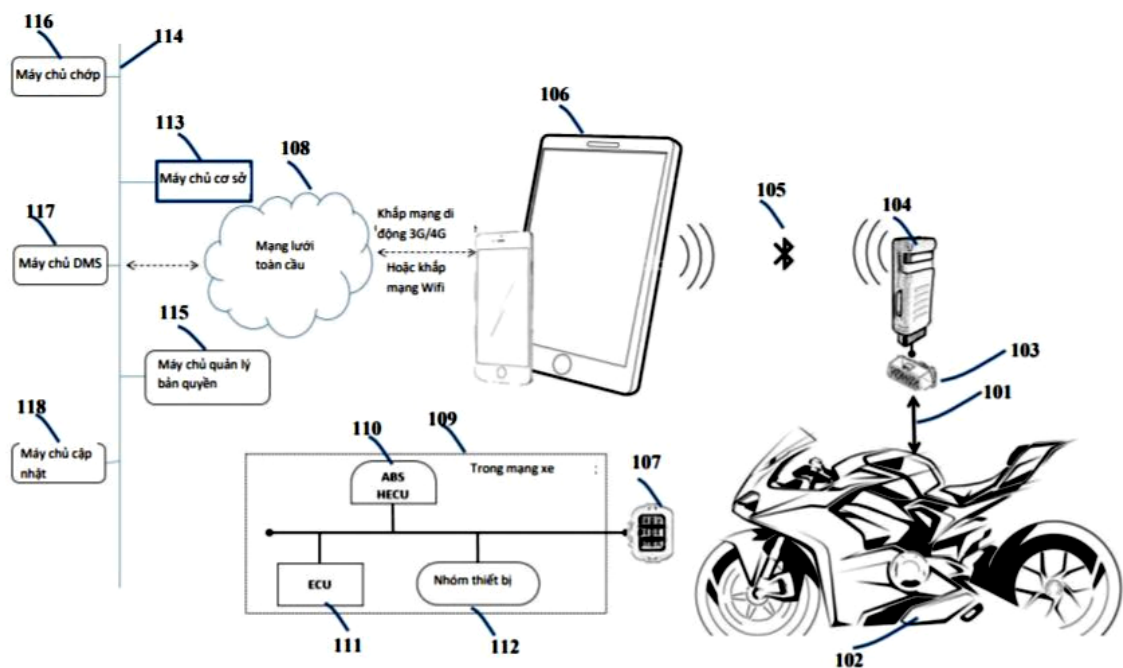 116
114
Máy chủ chớp
106
113
108
Máy chủ cơ sở
105
104
117
Khắp mạng di
động 3G/4G
Mạng lưới
toàn cầu
Máy chủ DMS
Hoặc khắp
mạng Wifi
115
103
Máy chủ quản lý
bản quyền
101
118
109
110
Máy chủ cập
nhật
Trong mạng xe
107
ABS
HECU
ECU
Nhóm thiết bị
111
112
102